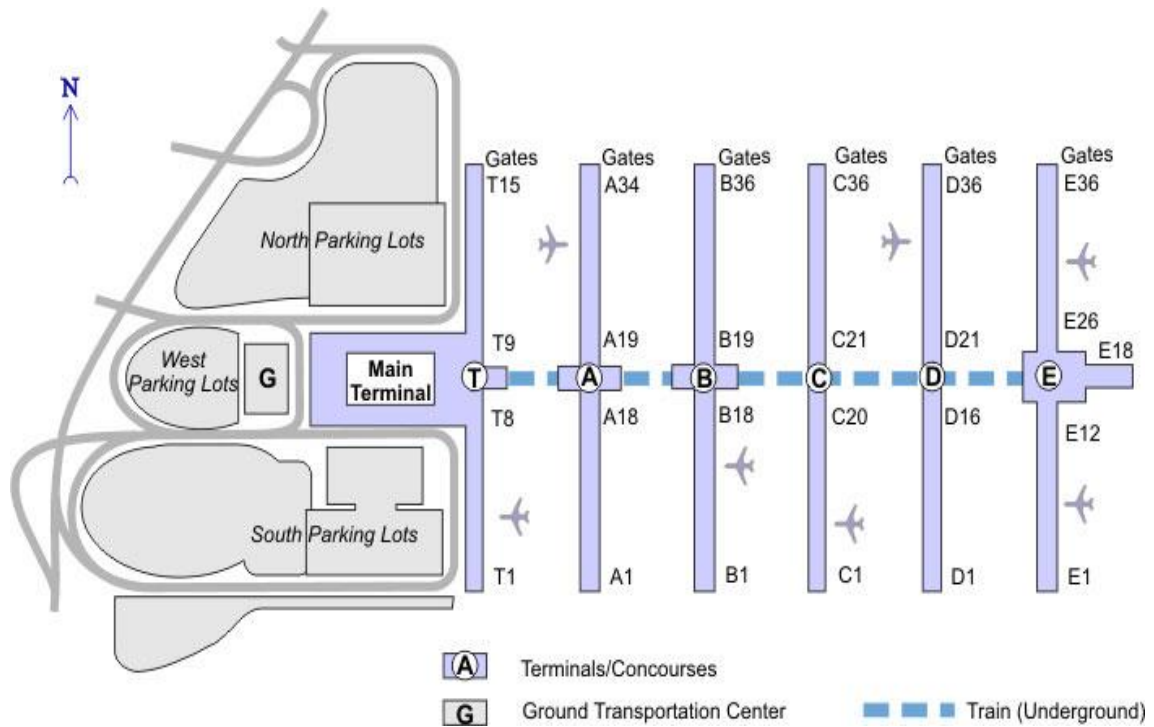 N
Gates Gates Gates Gates Gates Gates
T15 A34 B36 C36 D36 E36
North Parking Lots
E26
T9 A19 B19 C21 D21
E18
West
Parking Lots
G
Main
Terminal
T A B C D E
T8 A18 B18 C20 D16
E12
South Parking Lots
T1 A1 B1 C1 D1 E1
A Terminals/Concourses
G Ground Transportation Center
Train (Underground)